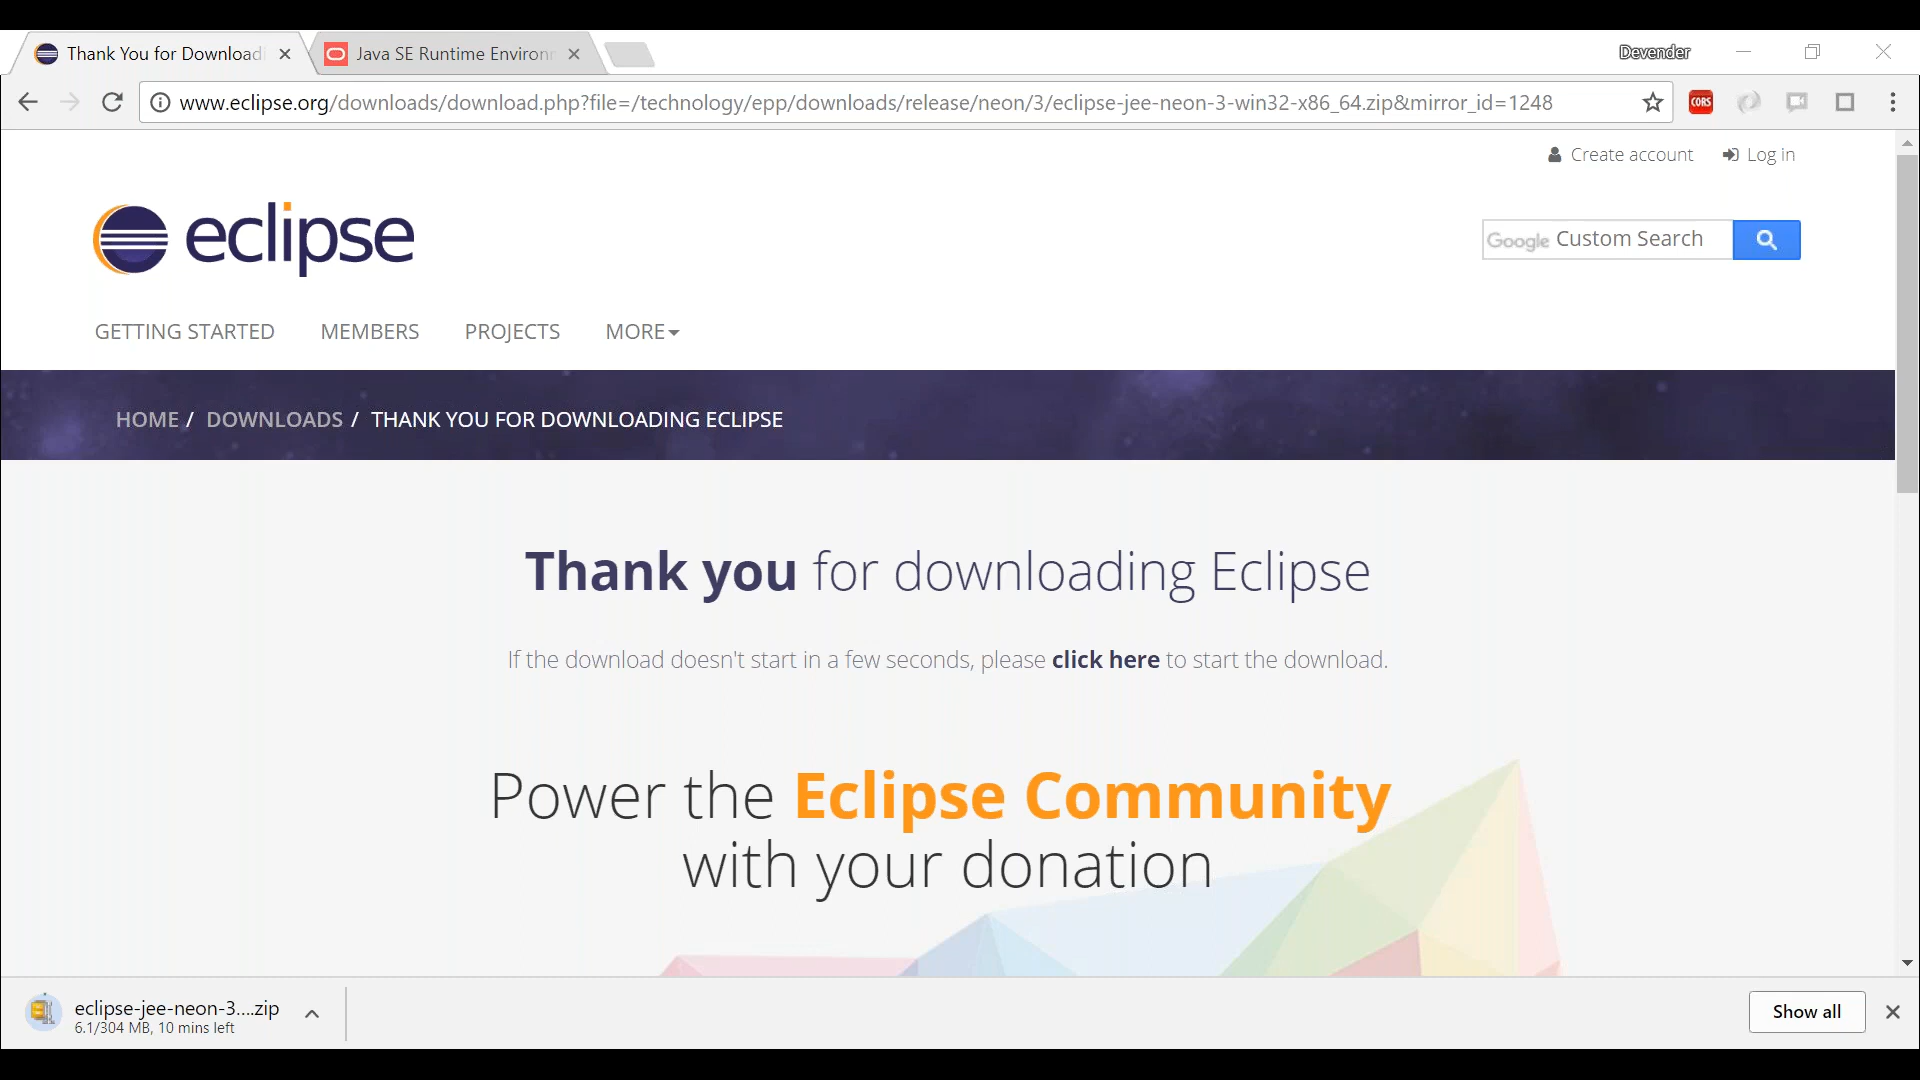 Thank You for Downloadi
Java SE Runtime Environ
Devender
www.eclipse.org/downloads/download.php?file=/technology/epp/downloads/release/neon/3/eclipse-jee-neon-3-win32-x86_64.zip&mirror_id=1248
CORS
Create account
Log in
eclipse
Google Custom Search
GETTING STARTED MEMBERS PROJECTS MORE
HOME / DOWNLOADS / THANK YOU FOR DOWNLOADING ECLIPSE
Thank you for downloading Eclipse
If the download doesn't start in a few seconds, please click here to start the download.
Power the Eclipse Community
with your donation
eclipse-jee-neon-3....zip
6.1/304 MB, 10 mins left
Show all